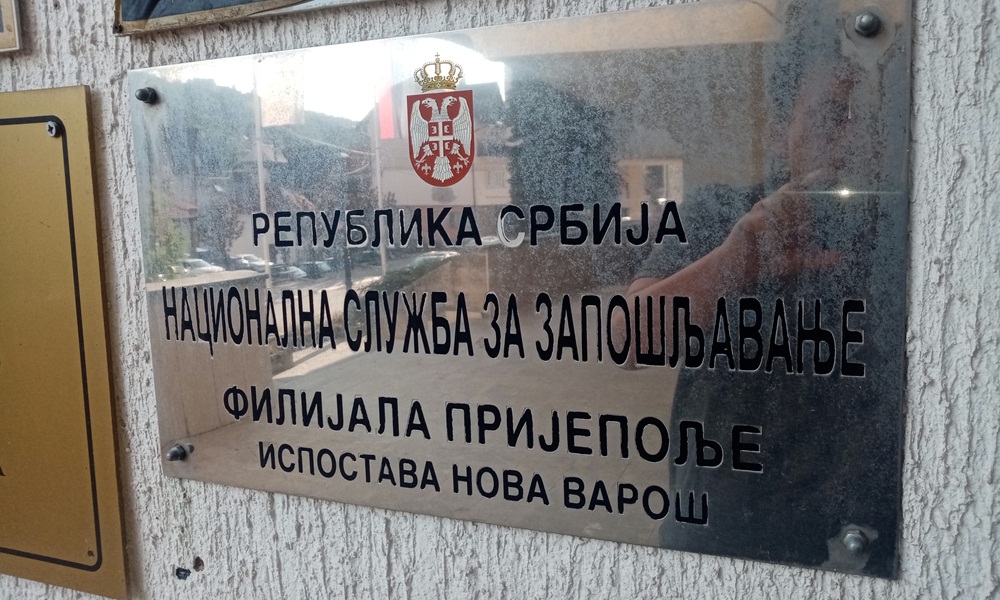 РЕПУБЛИКА СРБИЈА
НАЦИОНАЛНА СЛУЖБА ЗА ЗАПОШЉАВАЊЕ
ФИЛИЈАЛА ПРИЈЕПОЉЕ
ИСПОСТАВА НОВА ВАРОШ